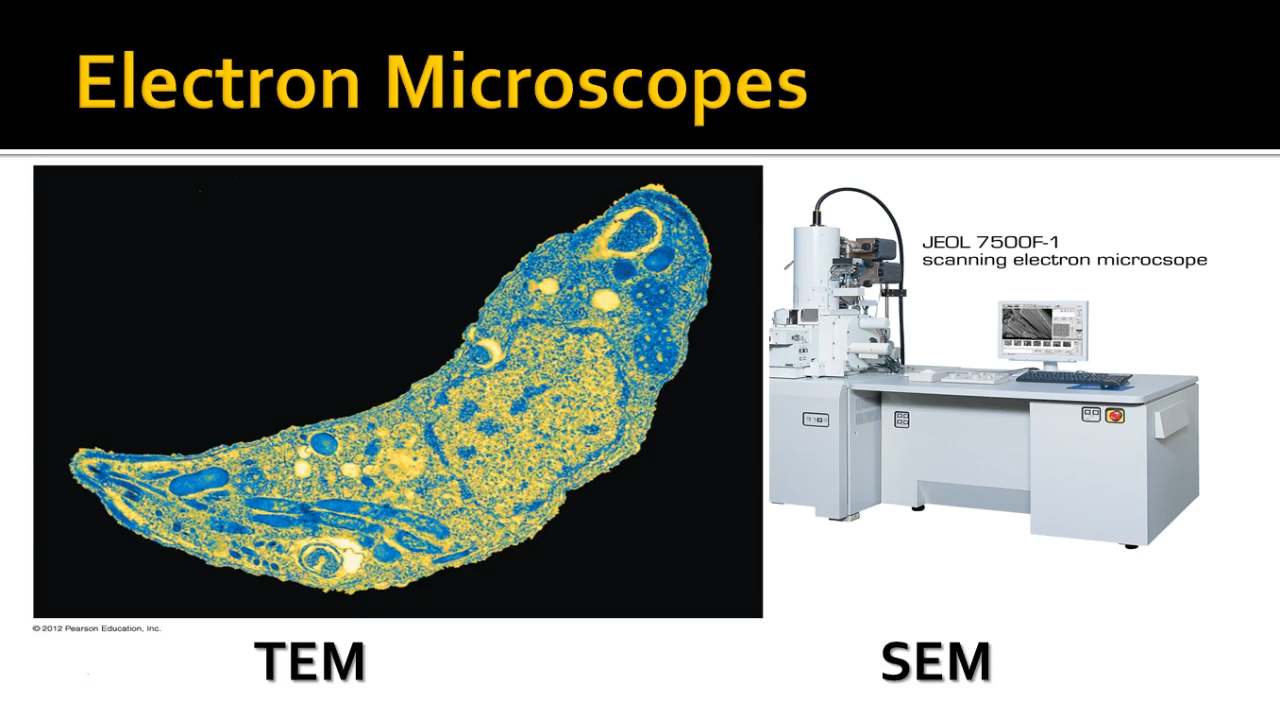 Electron Microscopes
JEOL 7500F-1
scanning electron microcsope
© 2012 Pearson Education, Inc.
TEM
SEM